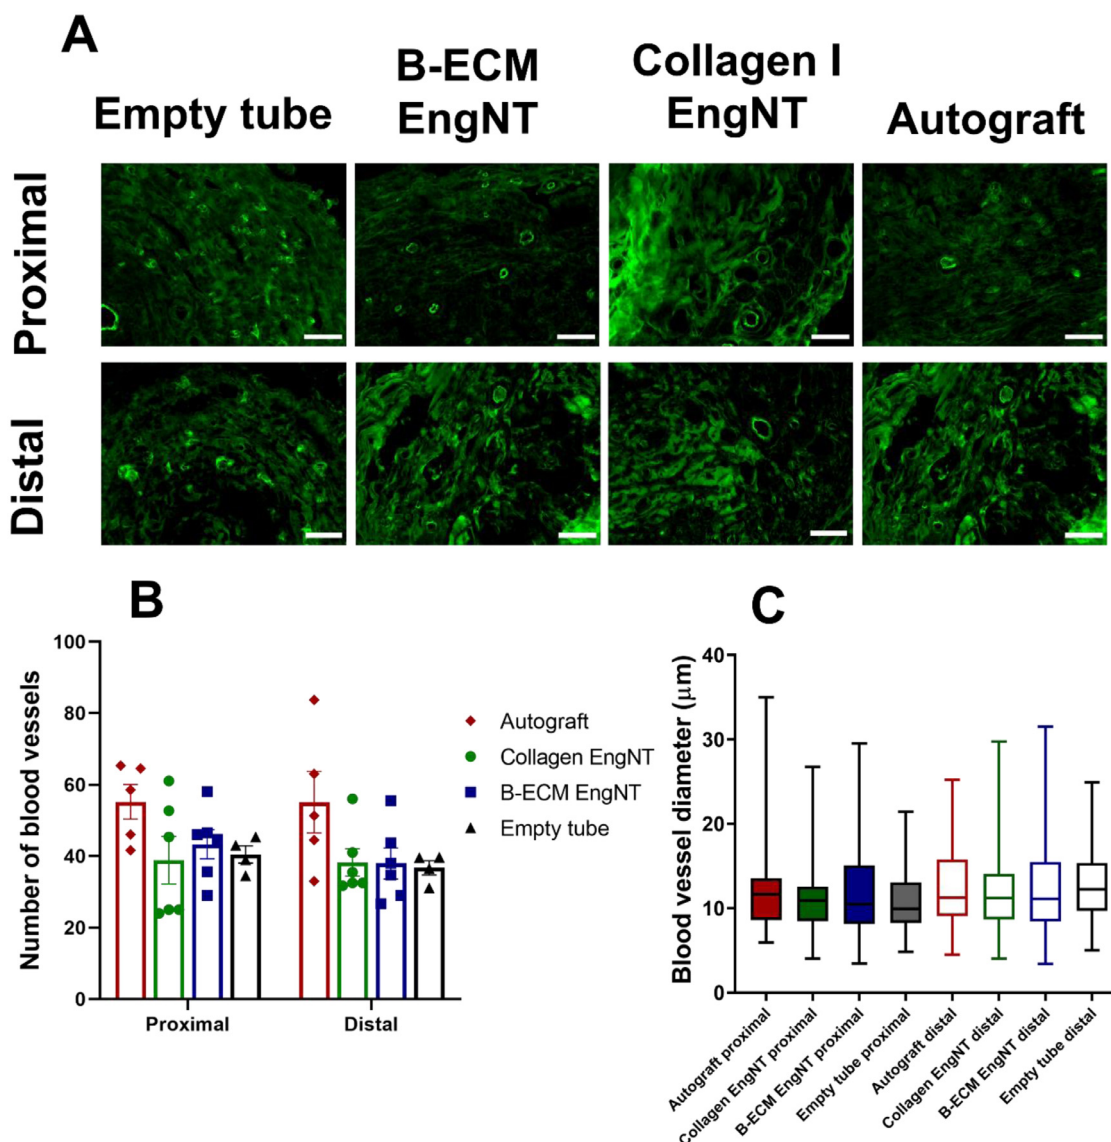 A
Empty tube
B-ECM
EngNT
Collagen I
EngNT
Autograft
Proximal
Distal
B
Number of blood vesssels
100
80
60
40
20
0
Proximal
Distal
Autograft
Collagen EngNT
B-ECM EngNT
Empty tube
C
Blood vessel diameter (μm)
40
30
20
10
0
Autograft proximal
Collagen EngNT proximal
B-ECM EngNT proximal
Empty tube proximal
Autograft distal
Collagen EngNT distal
B-ECM EngNT distal
Empty tube distal